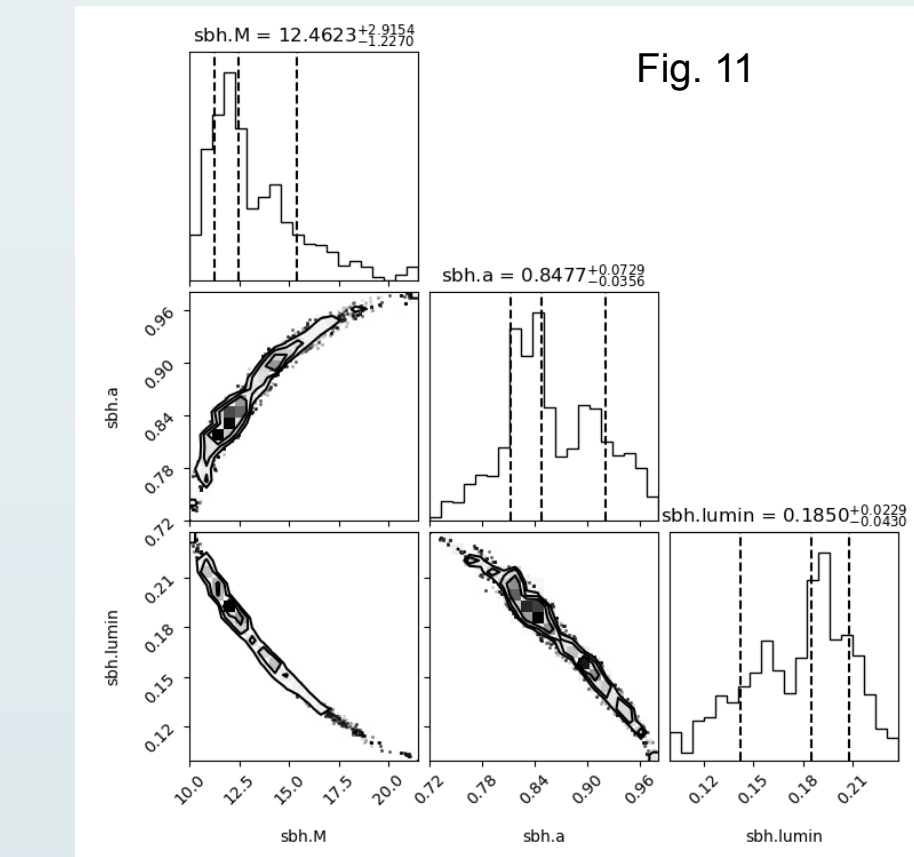 sbh.M = 12.4623+2.9154−1.2270
Fig. 11
sbh.a = 0.8477+0.0729−0.0356
0.96
0.90
0.84
0.78
0.72
sbh.a
sbh.lumin = 0.1850+0.0229−0.0430
0.21
0.18
0.15
0.12
sbh.lumin
10.0 12.5 15.0 17.5 20.0 0.72 0.78 0.84 0.90 0.96 0.12 0.15 0.18 0.21
sbh.M sbh.a sbh.lumin